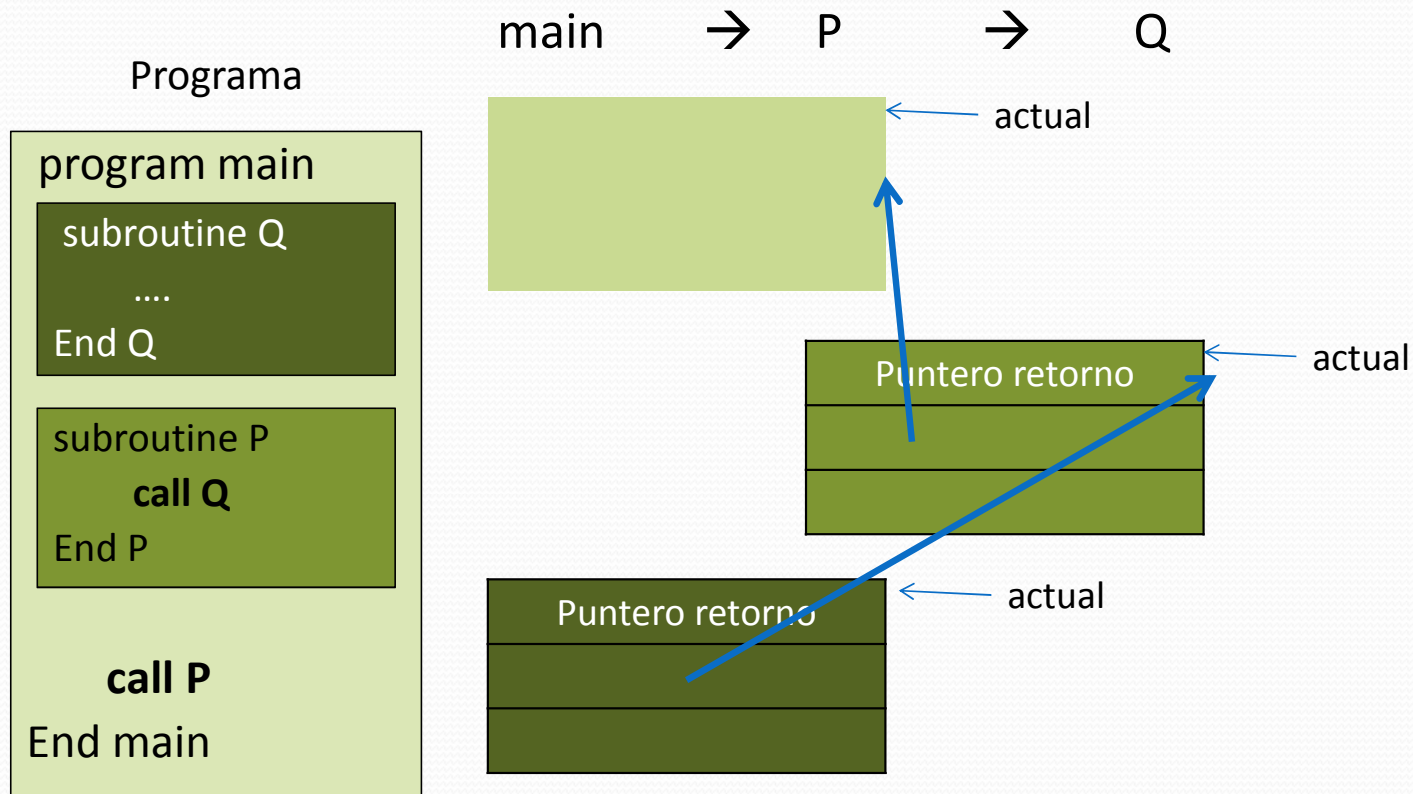 main → P → Q
Programa
program main
subroutine Q
....
End Q
subroutine P
call Q
End P
call P
End main
actual
Puntero retorno
actual
Puntero retorno
actual